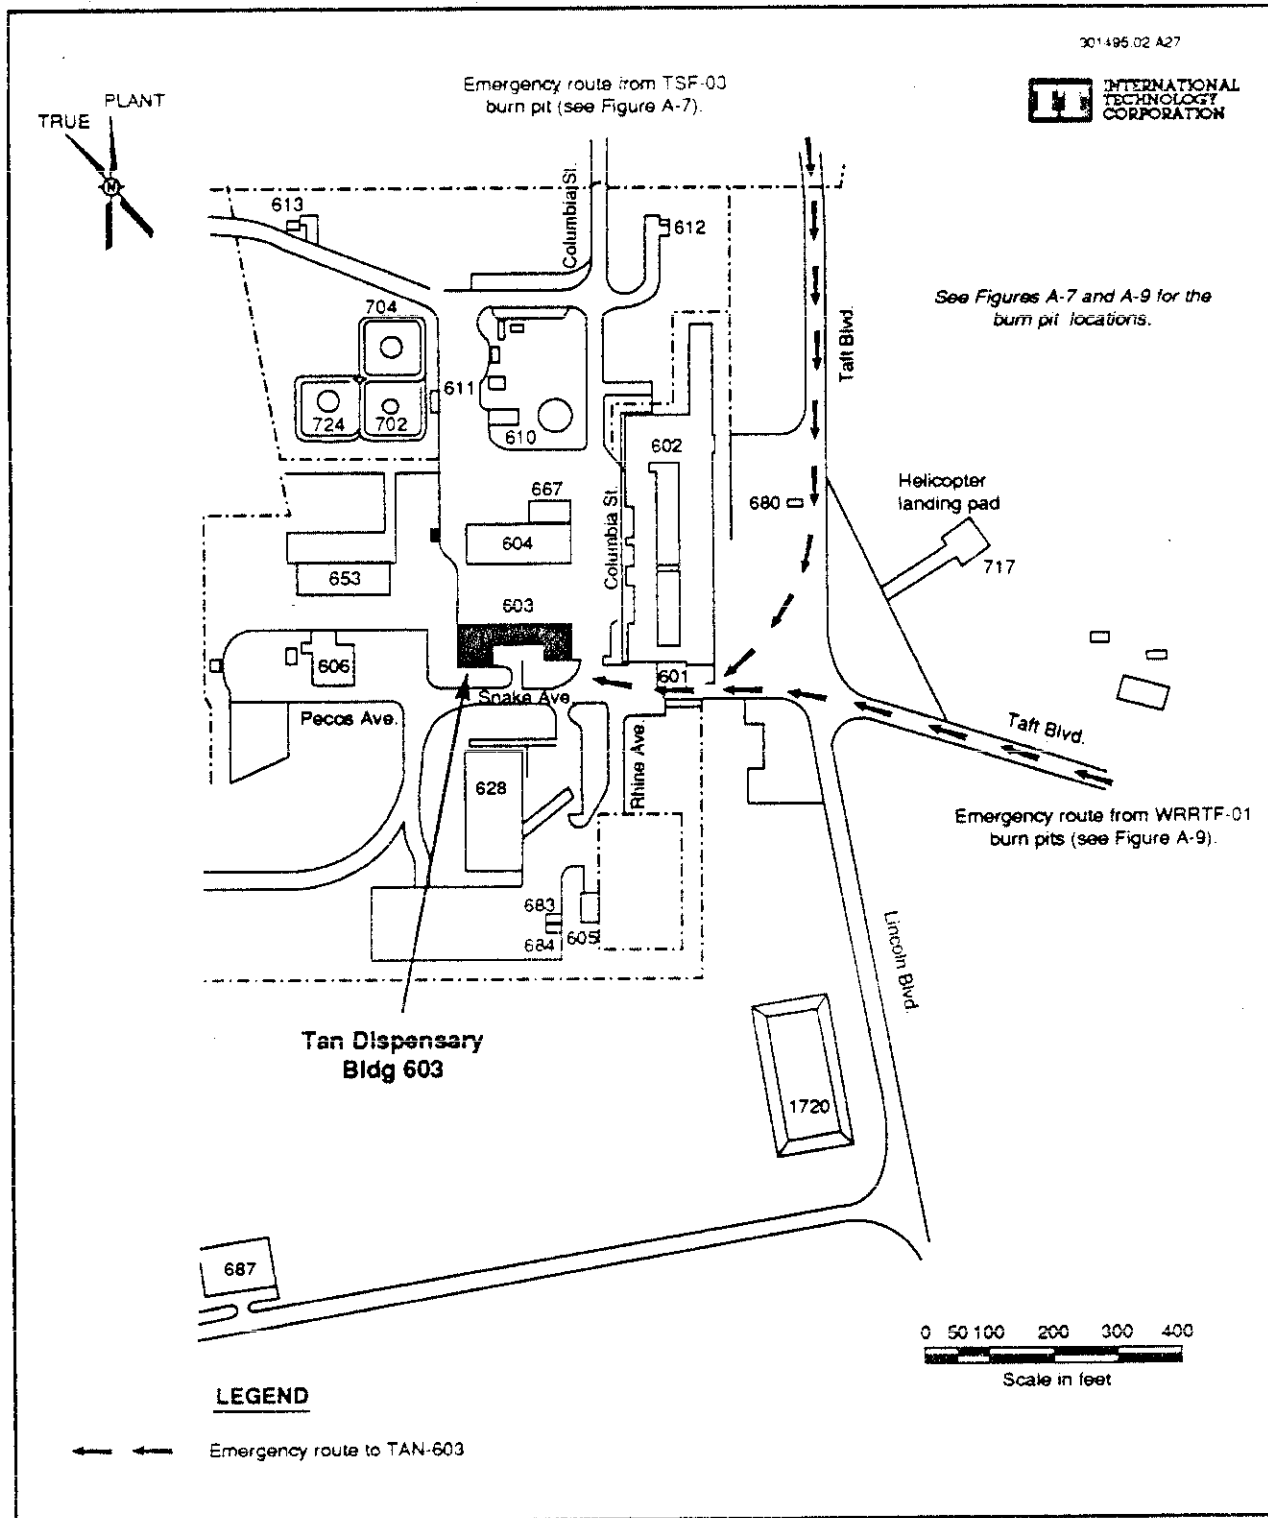 301495.02 A27
INTERNATIONAL
TECHNOLOGY
CORPORATION
Emergency route from TSF-03
burn pit (see Figure A-7).
PLANT
TRUE
N
613
Columbia St.
612
704
See Figures A-7 and A-9 for the
burn pit locations.
Taft Blvd.
611
724
702
610
602
667
680
Helicopter
landing pad
604
Columbia St.
717
653
603
606
601
Snake Ave.
Pecos Ave.
Taft Blvd.
628
Rhine Ave.
Emergency route from WRRTF-01
burn pits (see Figure A-9).
683
684
605
Lincoln Blvd.
Tan Dispensary
Bldg 603
1720
687
0 50 100 200 300 400
Scale in feet
LEGEND
Emergency route to TAN-603